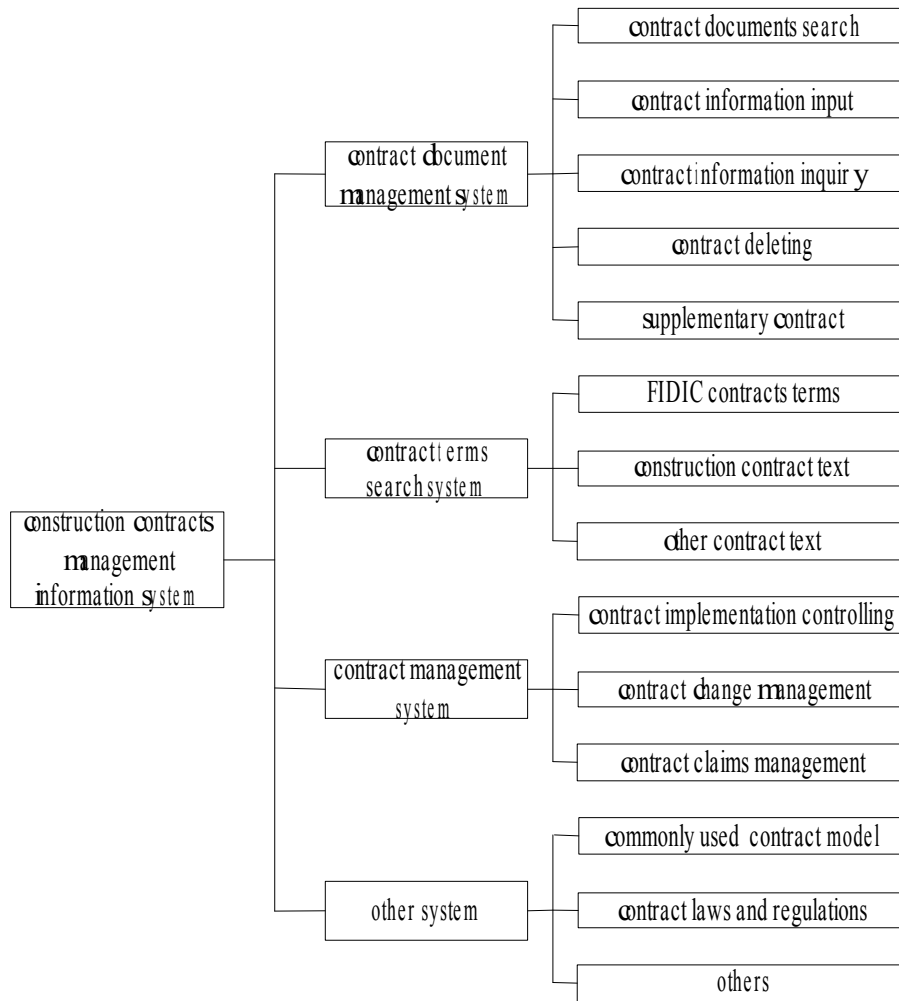 construction contracts
management
information system
contract document
management system
contract documents search
contract information input
contract information inquiry
contract deleting
supplementary contract
contract terms
search system
FIDIC contracts terms
construction contract text
other contract text
contract management
system
contract implementation controlling
contract change management
contract claims management
other system
commonly used contract model
contract laws and regulations
others